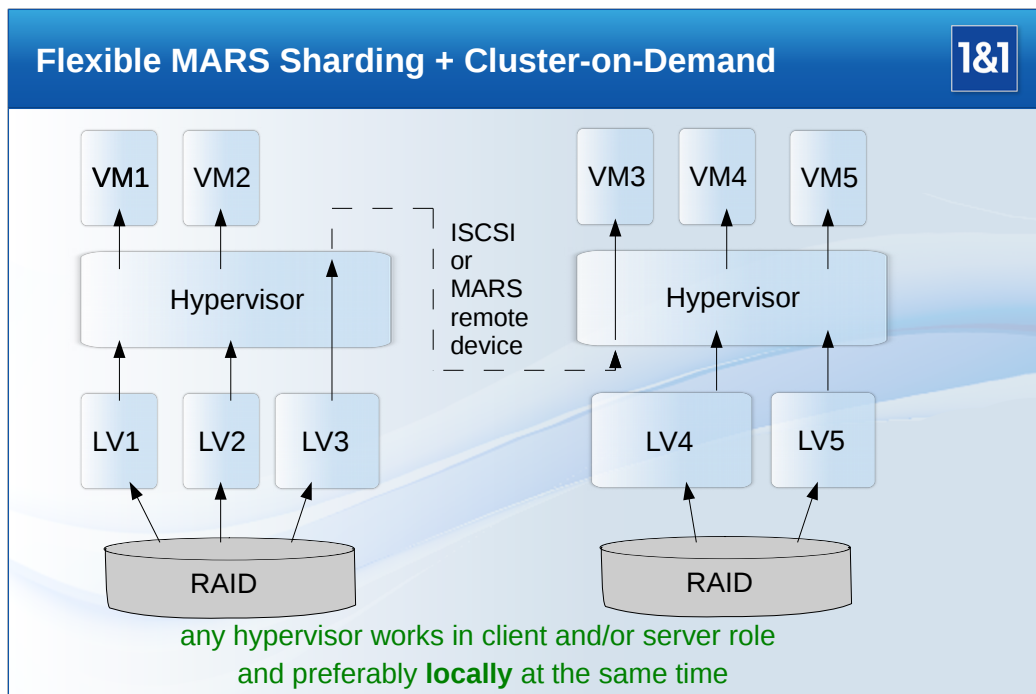 Flexible MARS Sharding + Cluster-on-Demand
1&1
VM1
VM2
VM3
VM4
VM5
ISCSI
or
MARS
remote
device
Hypervisor
Hypervisor
LV1
LV2
LV3
LV4
LV5
RAID
RAID
any hypervisor works in client and/or server role
and preferably locally at the same time